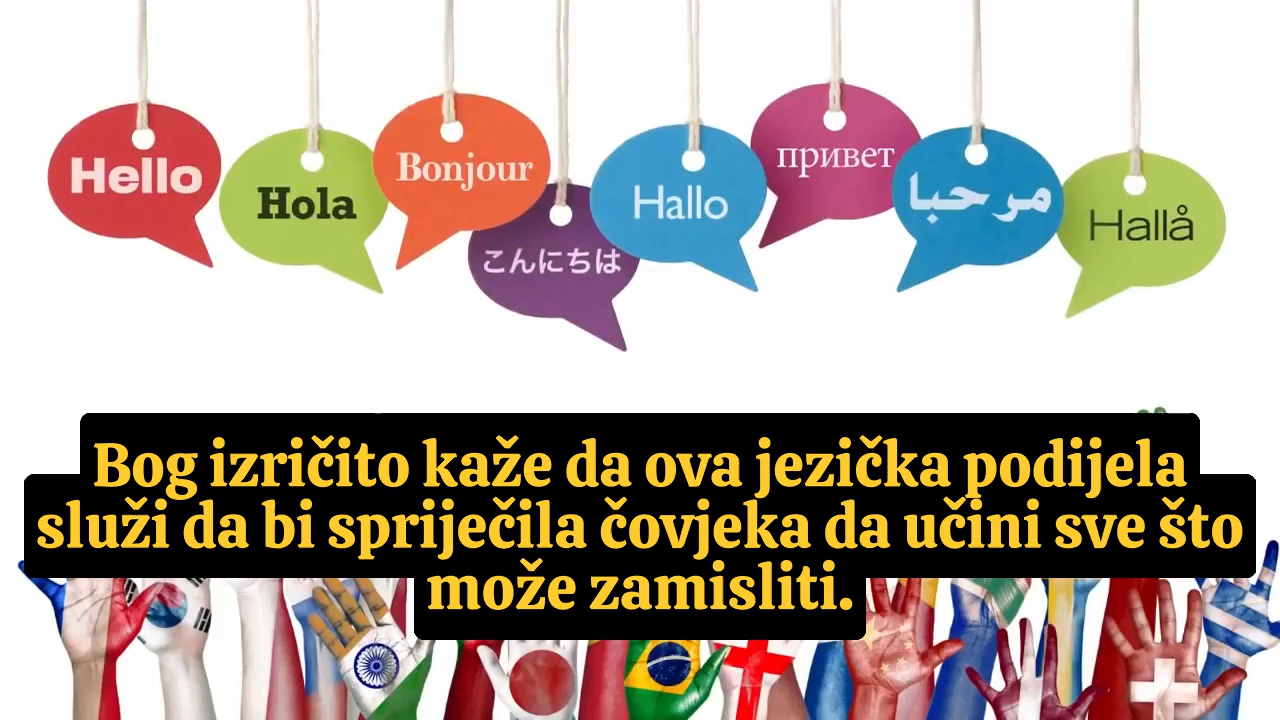 Hello
Hola
Bonjour
こんにちは
Hallo
привет
مرحبا
Hallå
Bog izričito kaže da ova jezička podijela
služi da bi spriječila čovjeka da učini sve što
može zamisliti.